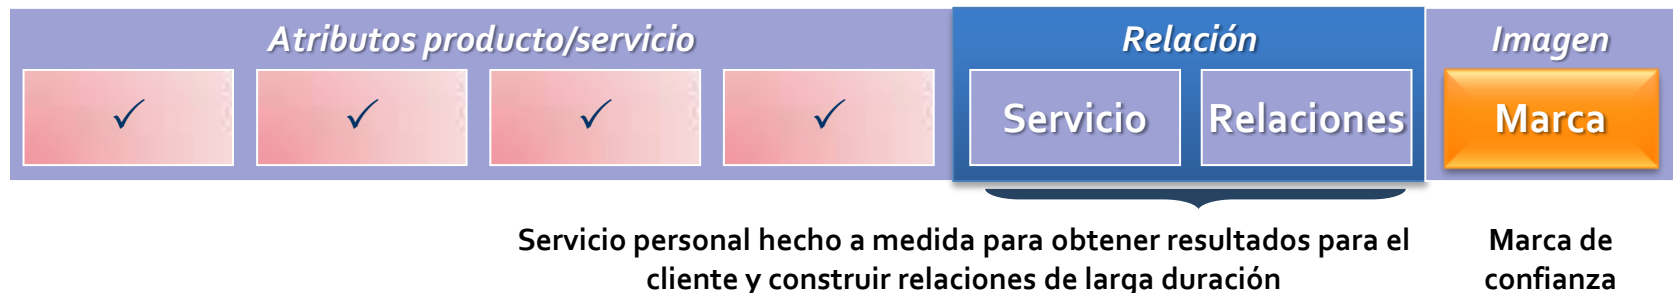 Atributos producto/servicio
Relación
Imagen
✓ ✓ ✓ ✓
Servicio
Relaciones
Marca
Servicio personal hecho a medida para obtener resultados para el
cliente y construir relaciones de larga duración
Marca de
confianza